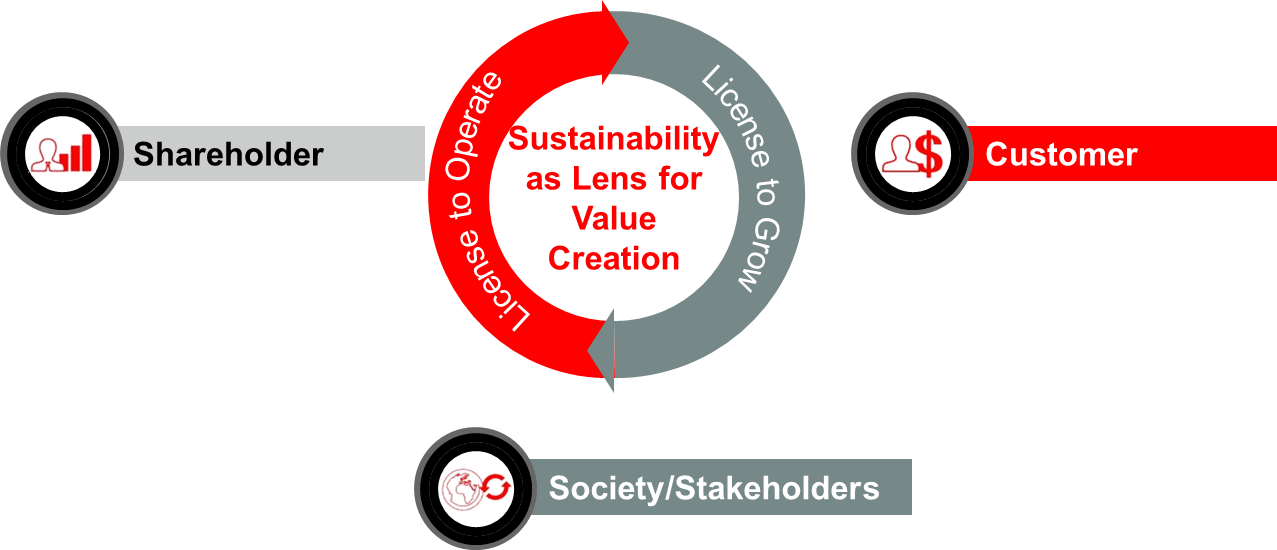 License to Operate
License to Grow
Sustainability
as Lens for
Value
Creation
Shareholder
Customer
$
Society/Stakeholders